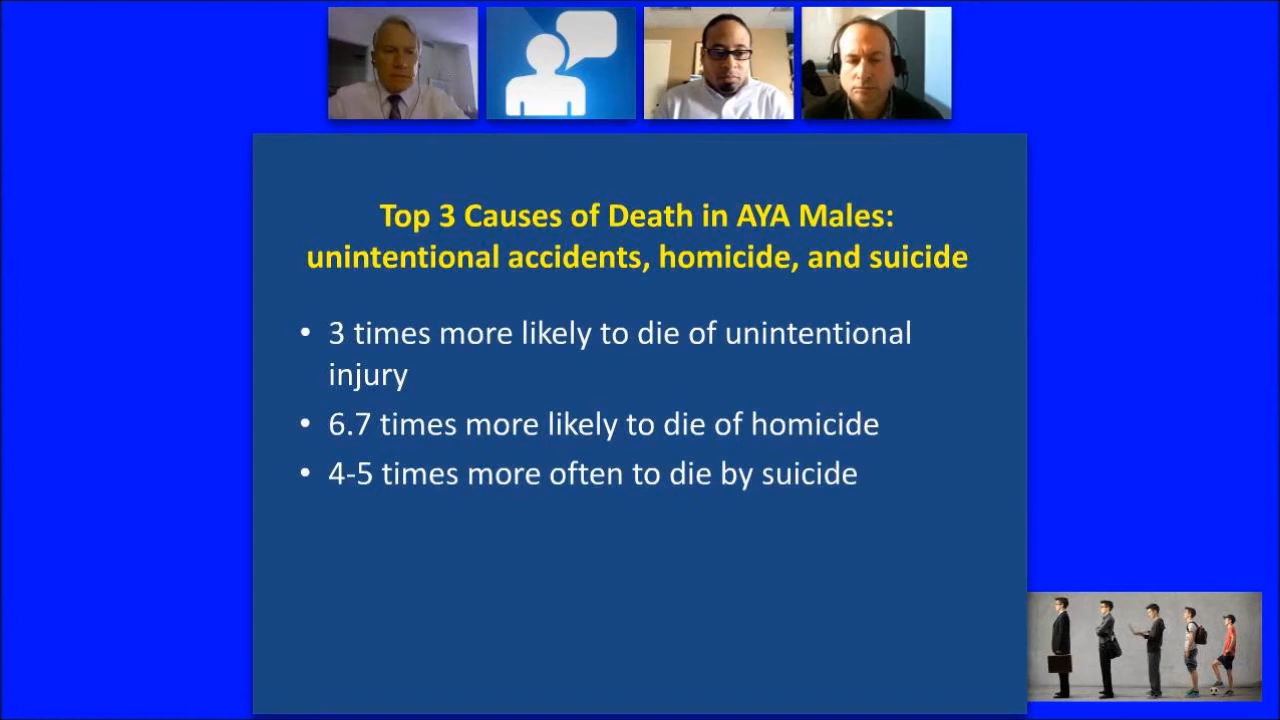 Top 3 Causes of Death in AYA Males:
unintentional accidents, homicide, and suicide
• 3 times more likely to die of unintentional
injury
• 6.7 times more likely to die of homicide
• 4-5 times more often to die by suicide